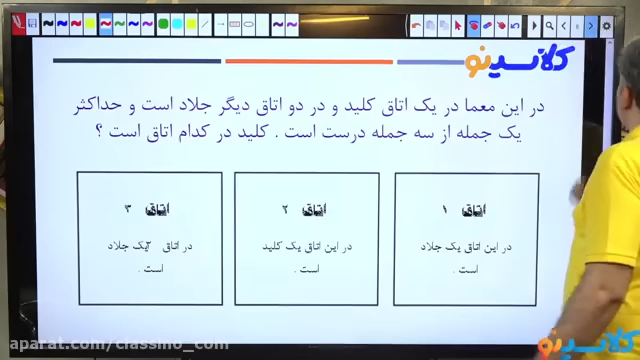 کلاسینو
در این معما در یک اتاق کلید و در دو اتاق دیگر جلاد است و حداکثر
یک جمله از سه جمله درست است . کلید در کدام اتاق است ؟
اتاق ۱
در این اتاق یک جلاد
است .
اتاق ۲
در این اتاق یک کلید
است .
اتاق ۳
در اتاق ۲ یک جلاد
است .
aparat.com/classino_com
کلاسینو